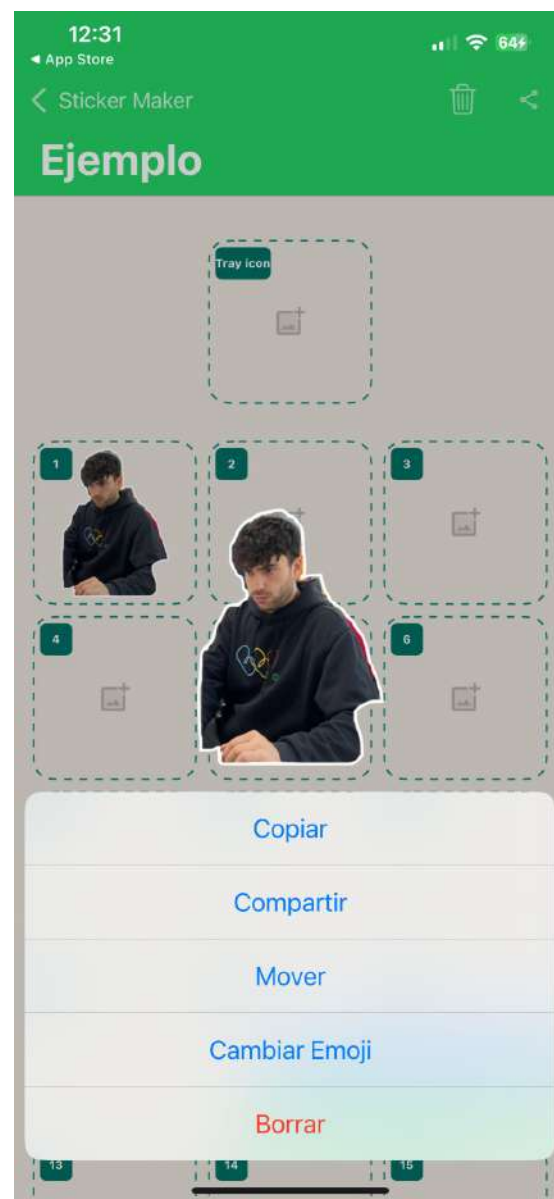 12:31
64
◀ App Store
Sticker Maker
Ejemplo
Tray icon
1
2
3
4
6
Copiar
Compartir
Mover
Cambiar Emoji
Borrar
13
14
15